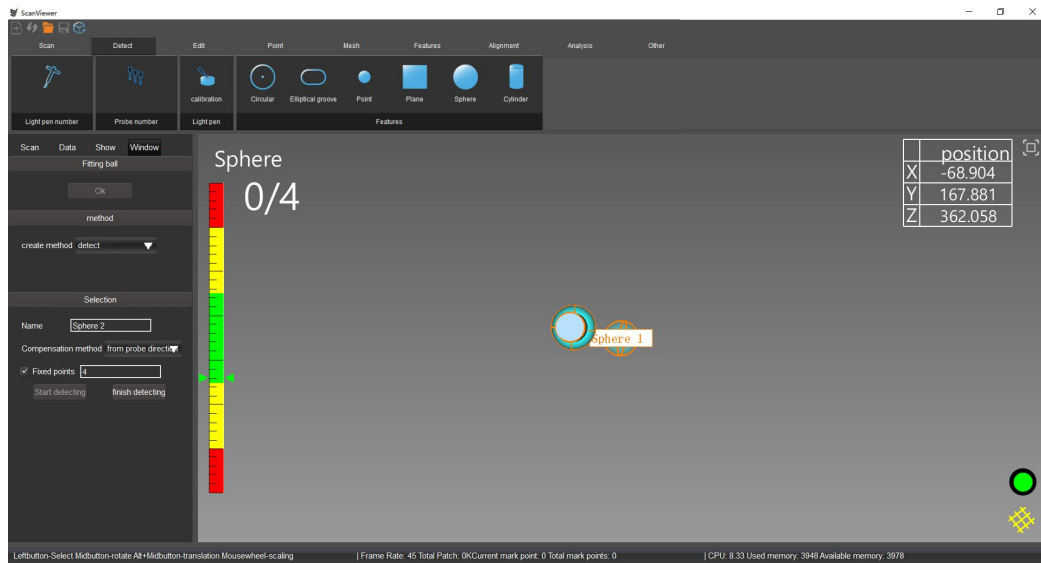 ScanViewer
Scan Detect Edit Point Mesh Features Alignment Analysis Other
calibration Circular Elliptical groove Point Plane Sphere Cylinder
Light pen number Probe number Light pen Features
Scan Data Show Window
Fitting ball
Ok
method
create method detect
Selection
Name Sphere 2
Compensation method from probe direction
Fixed points 4
Start detecting finish detecting
Sphere
0/4
position
X -68.904
Y 167.881
Z 362.058
Sphere 1
Leftbutton-Select Midbutton-rotate Alt+Midbutton-translation Mousewheel-scaling | Frame Rate: 45 Total Patch: 0KCurrent mark point: 0 Total mark points: 0 | CPU: 8.33 Used memory: 3948 Available memory: 3978